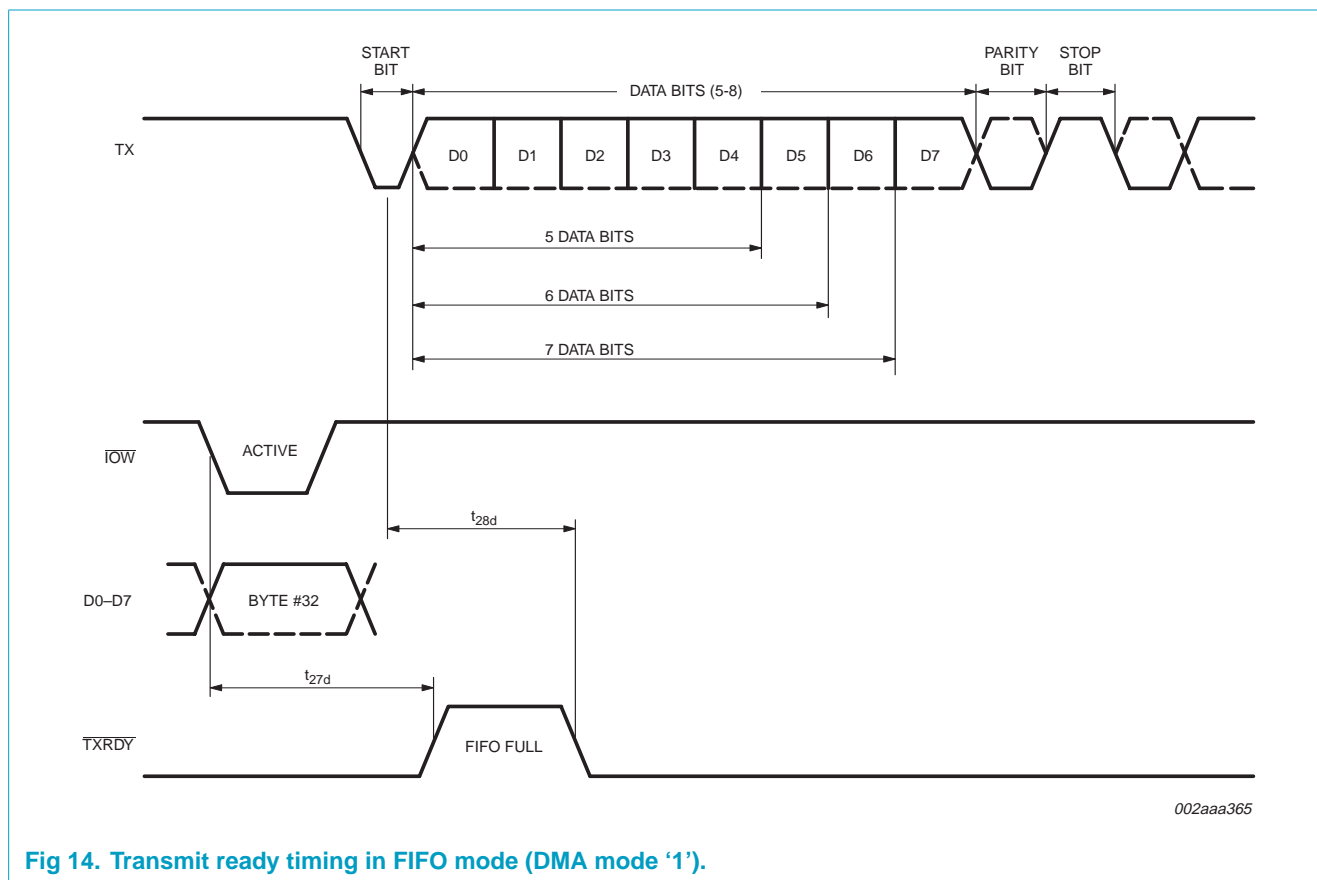 START
BIT
DATA BITS (5-8)
PARITY
BIT
STOP
BIT
TX
D0
D1
D2
D3
D4
D5
D6
D7
5 DATA BITS
6 DATA BITS
7 DATA BITS
IOW
ACTIVE
t28d
D0–D7
BYTE #32
t27d
TXRDY
FIFO FULL
002aaa365
Fig 14. Transmit ready timing in FIFO mode (DMA mode ‘1’).